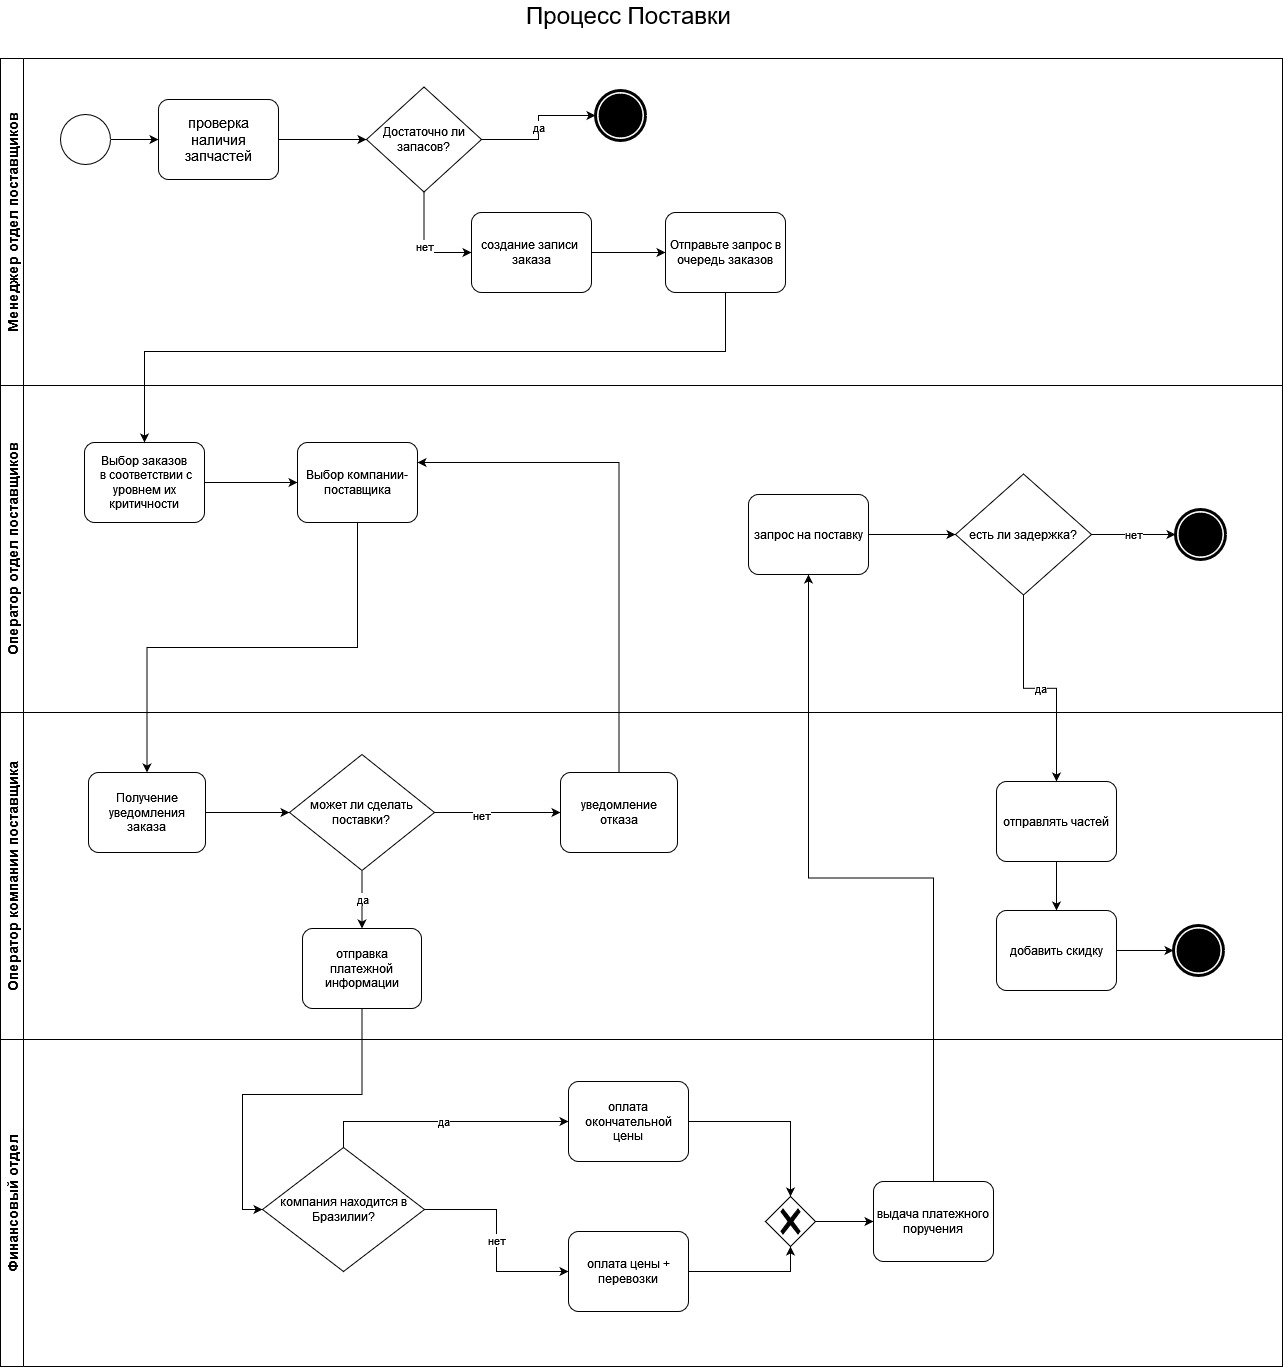 Процесс Поставки
Менеджер отдел поставщиков
проверка
наличия
запчастей
Достаточно ли
запасов?
да
нет
создание записи
заказа
Отправьте запрос в
очередь заказов
Оператор отдел поставщиков
Выбор заказов
в соответствии с
уровнем их
критичности
Выбор компании-
поставщика
запрос на поставку
есть ли задержка?
нет
да
Оператор компании поставщика
Получение
уведомления
заказа
может ли сделать
поставки?
нет
уведомление
отказа
да
отправка
платежной
информации
отправлять частей
добавить скидку
Финансовый отдел
компания находится в
Бразилии?
да
оплата
окончательной
цены
нет
оплата цены +
перевозки
выдача платежного
поручения